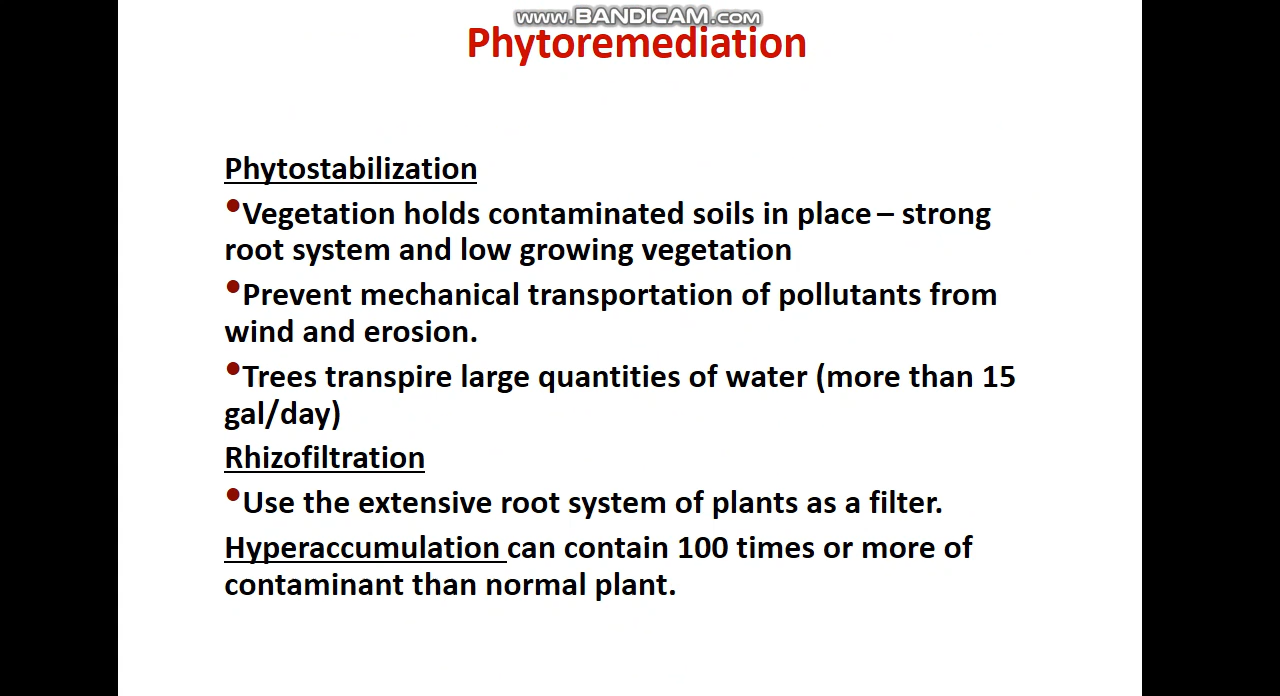 www.BANDICAM.com
Phytoremediation
Phytostabilization
•Vegetation holds contaminated soils in place – strong
root system and low growing vegetation
•Prevent mechanical transportation of pollutants from
wind and erosion.
•Trees transpire large quantities of water (more than 15
gal/day)
Rhizofiltration
•Use the extensive root system of plants as a filter.
Hyperaccumulation can contain 100 times or more of
contaminant than normal plant.